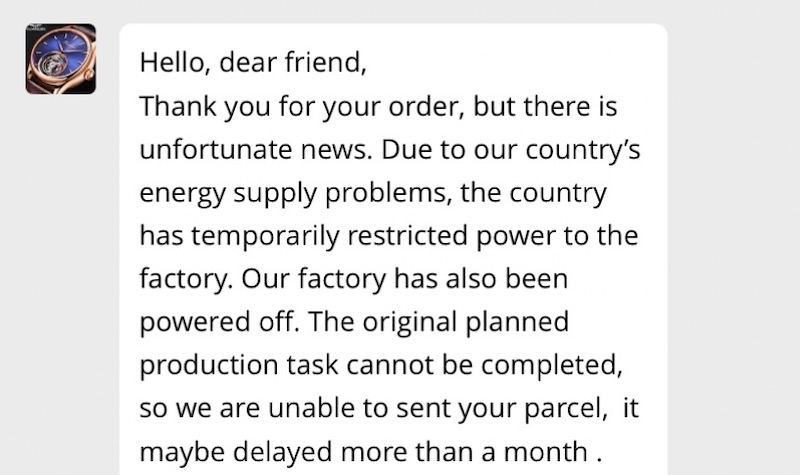 Hello, dear friend,
Thank you for your order, but there is
unfortunate news. Due to our country’s
energy supply problems, the country
has temporarily restricted power to the
factory. Our factory has also been
powered off. The original planned
production task cannot be completed,
so we are unable to sent your parcel,  it
maybe delayed more than a month .